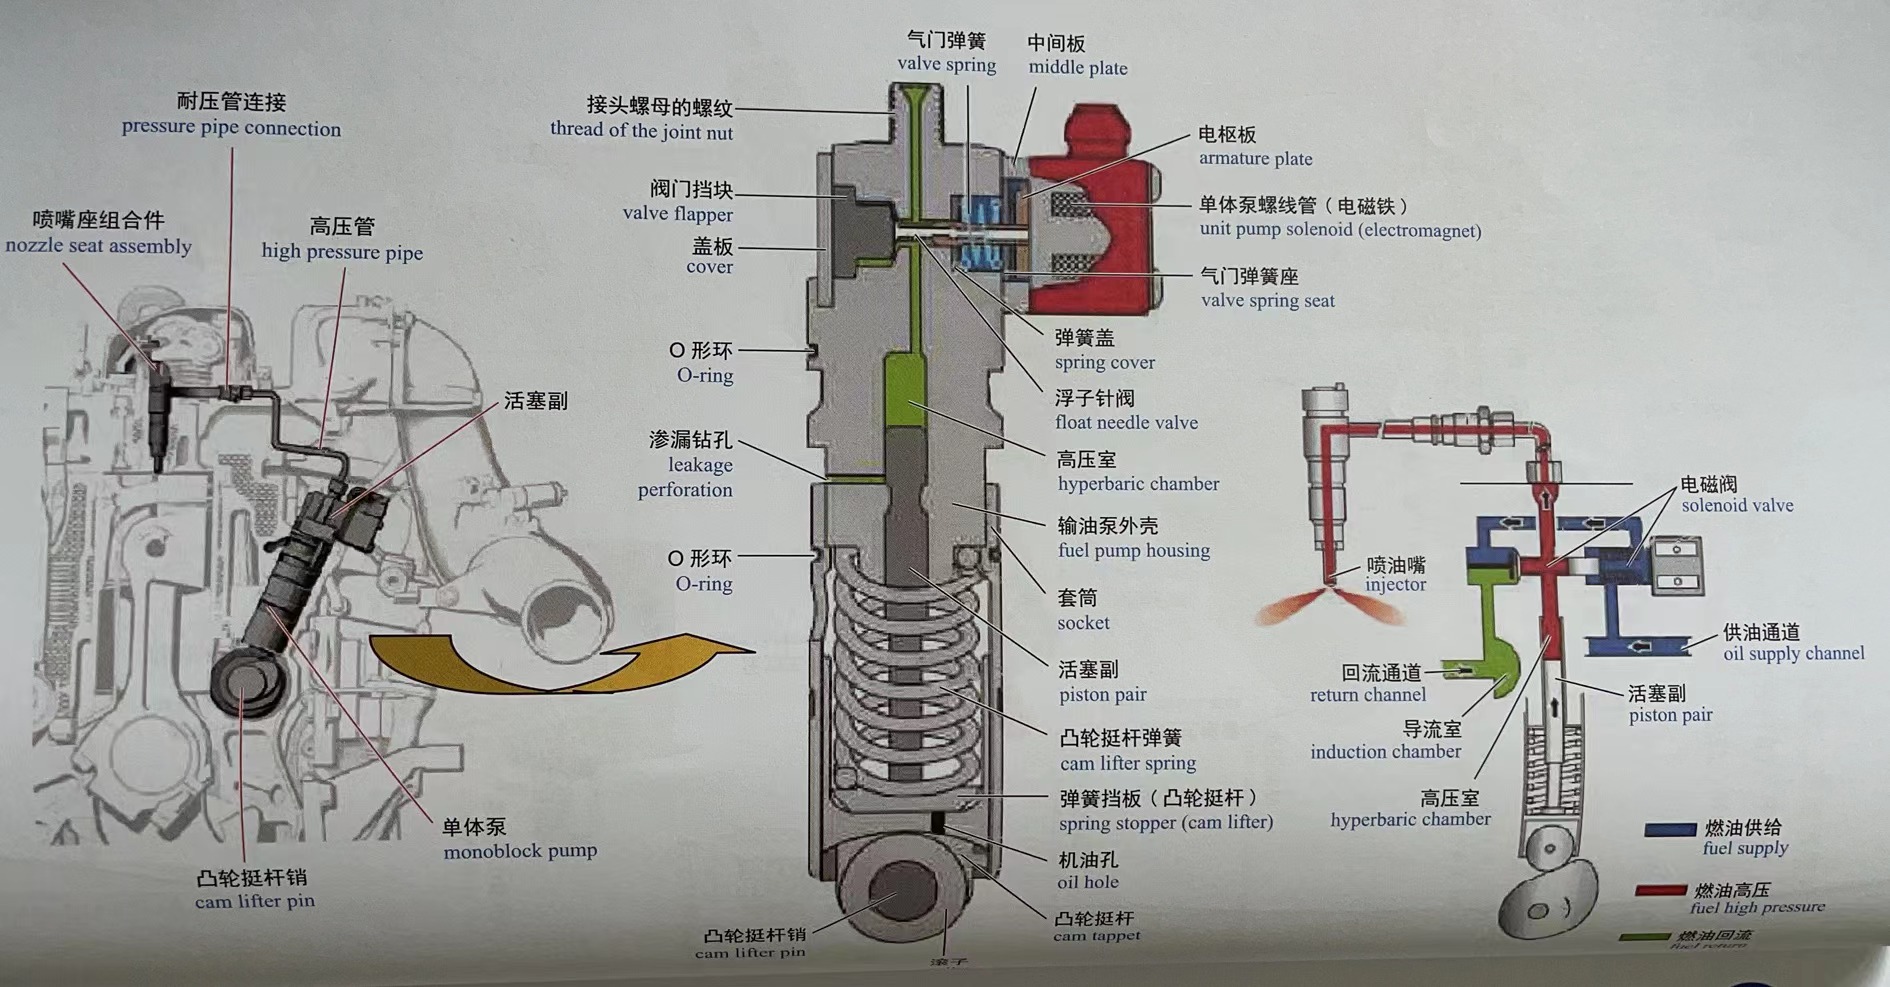 耐压管连接
pressure pipe connection
喷嘴座组合件
nozzle seat assembly
高压管
high pressure pipe
活塞副
单体泵
monoblock pump
凸轮挺杆销
cam lifter pin
气门弹簧
valve spring
中间板
middle plate
接头螺母的螺纹
thread of the joint nut
阀门挡块
valve flapper
盖板
cover
O 形环
O-ring
渗漏钻孔
leakage
perforation
O 形环
O-ring
凸轮挺杆销
cam lifter pin
滚子
电枢板
armature plate
单体泵螺线管（电磁铁）
unit pump solenoid (electromagnet)
气门弹簧座
valve spring seat
弹簧盖
spring cover
浮子针阀
float needle valve
高压室
hyperbaric chamber
输油泵外壳
fuel pump housing
套筒
socket
活塞副
piston pair
凸轮挺杆弹簧
cam lifter spring
弹簧挡板（凸轮挺杆）
spring stopper (cam lifter)
机油孔
oil hole
凸轮挺杆
cam tappet
电磁阀
solenoid valve
喷油嘴
injector
供油通道
oil supply channel
回流通道
return channel
活塞副
piston pair
导流室
induction chamber
高压室
hyperbaric chamber
燃油供给
fuel supply
燃油高压
fuel high pressure
燃油回流
fuel return